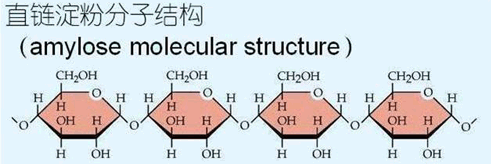 直链淀粉分子结构
(amylose molecular structure)
CH₂OH CH₂OH CH₂OH CH₂OH
O O O O
H H H H H H H H
H H H H
O OH H O OH H O OH H O OH H O
H OH H OH H OH H OH